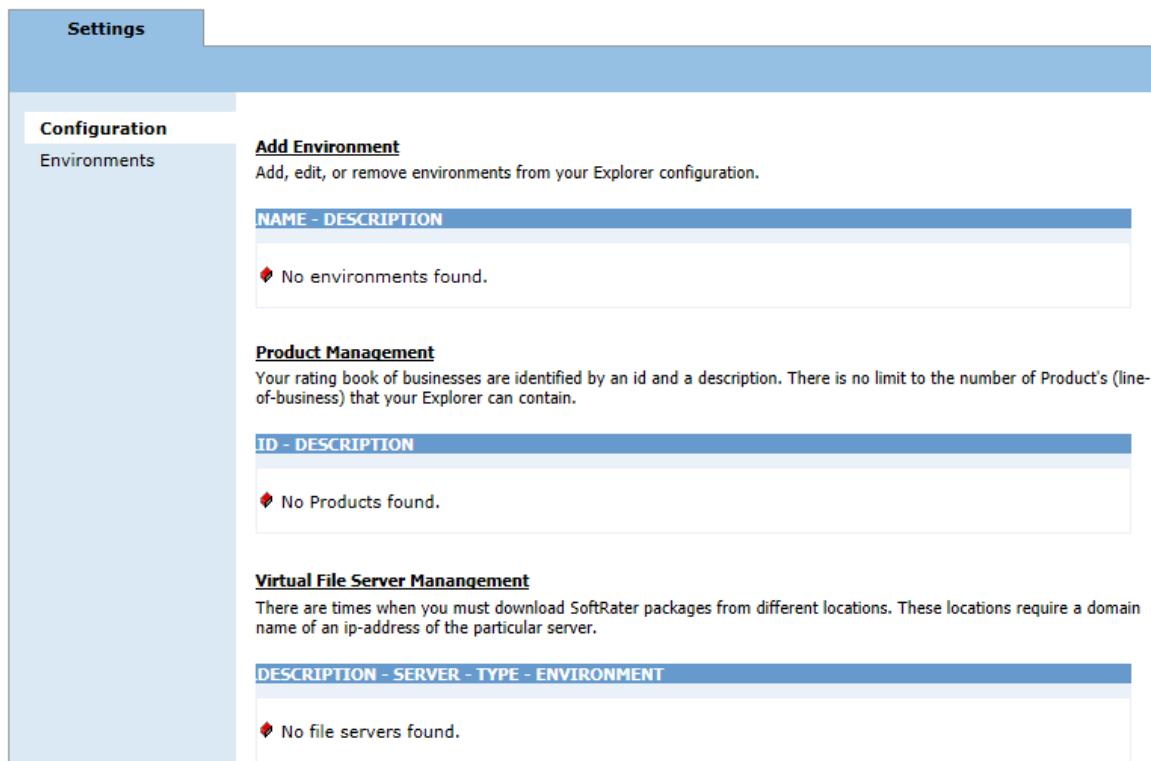 Settings
Configuration
Environments
Add Environment
Add, edit, or remove environments from your Explorer configuration.
NAME - DESCRIPTION
No environments found.
Product Management
Your rating book of businesses are identified by an id and a description. There is no limit to the number of Product's (line-
of-business) that your Explorer can contain.
ID - DESCRIPTION
No Products found.
Virtual File Server Manangement
There are times when you must download SoftRater packages from different locations. These locations require a domain
name of an ip-address of the particular server.
DESCRIPTION - SERVER - TYPE - ENVIRONMENT
No file servers found.